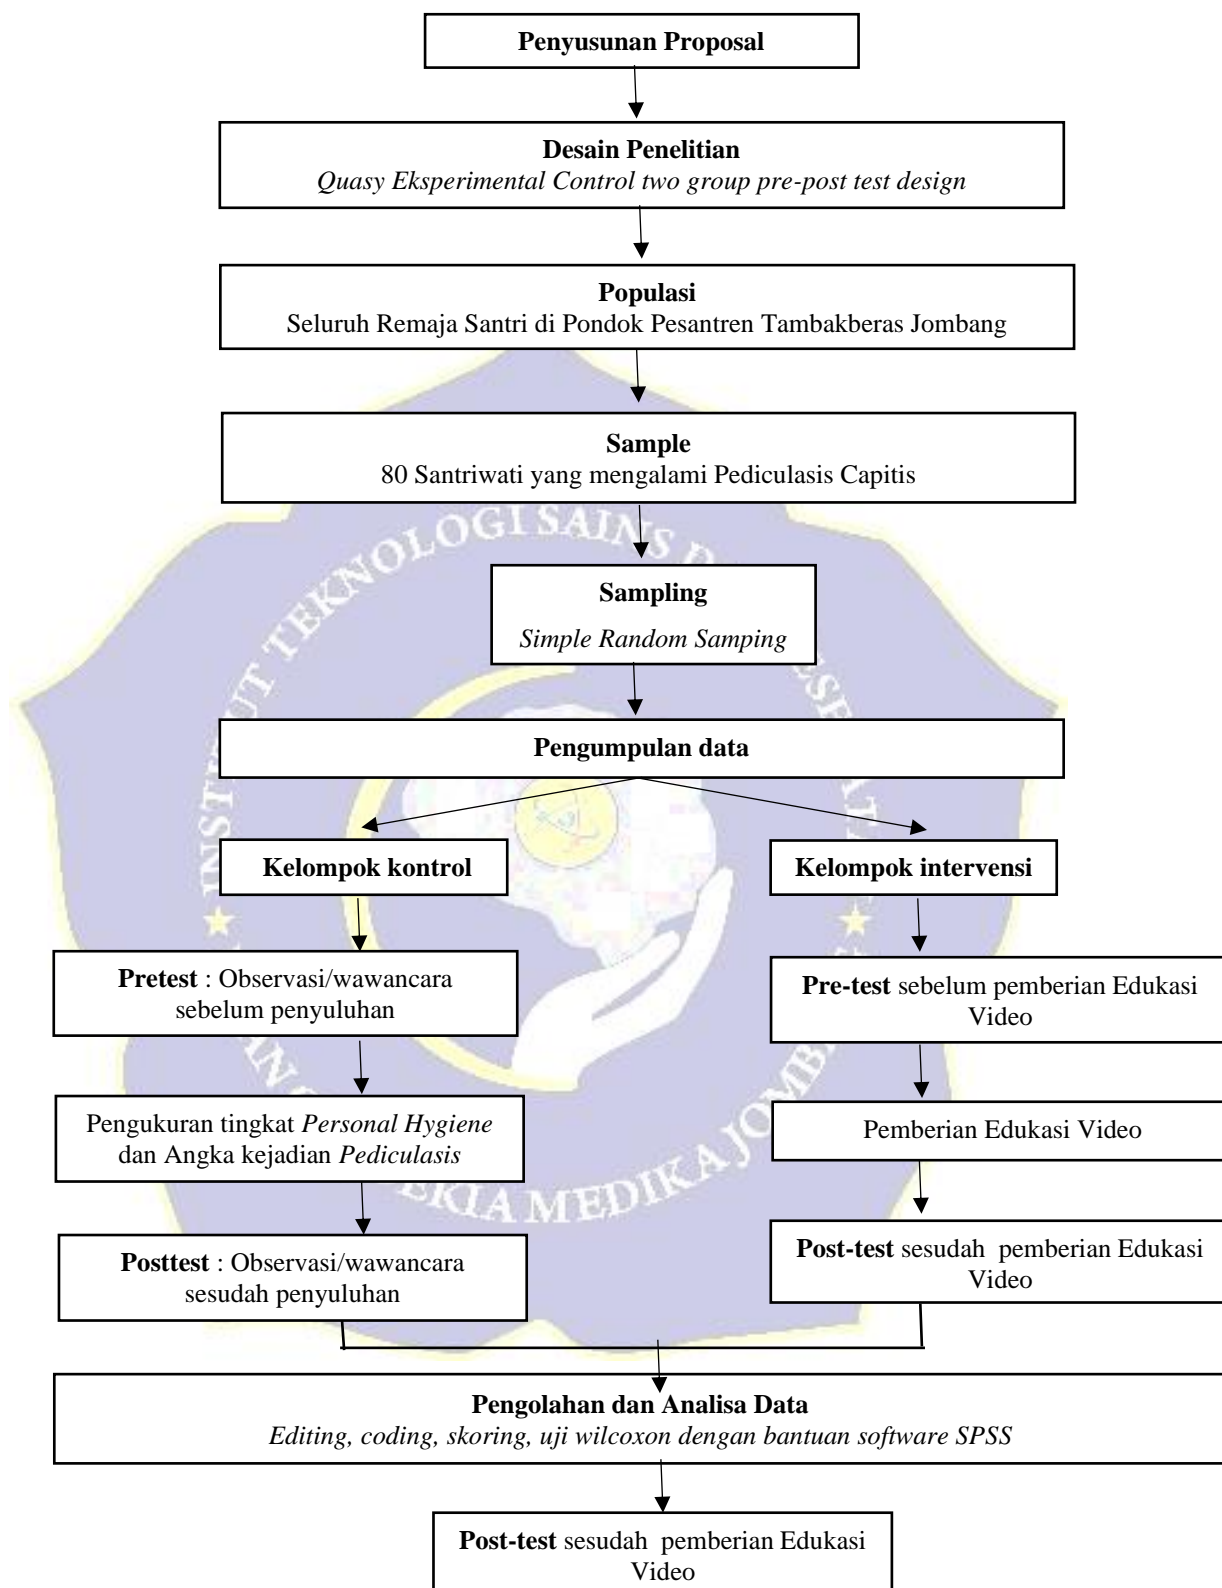 Penyusunan Proposal
Desain Penelitian
Quasy Eksperimental Control two group pre-post test design
Populasi
Seluruh Remaja Santri di Pondok Pesantren Tambakberas Jombang
Sample
80 Santriwati yang mengalami Pediculasis Capitis
Sampling
Simple Random Samping
Pengumpulan data
Kelompok kontrol
Kelompok intervensi
Pretest : Observasi/wawancara
sebelum penyuluhan
Pre-test sebelum pemberian Edukasi
Video
Pengukuran tingkat Personal Hygiene
dan Angka kejadian Pediculasis
Pemberian Edukasi Video
Posttest : Observasi/wawancara
sesudah penyuluhan
Post-test sesudah pemberian Edukasi
Video
Pengolahan dan Analisa Data
Editing, coding, skoring, uji wilcoxon dengan bantuan software SPSS
Post-test sesudah pemberian Edukasi
Video
TEKNOLOGI SAINS
MEDIKA